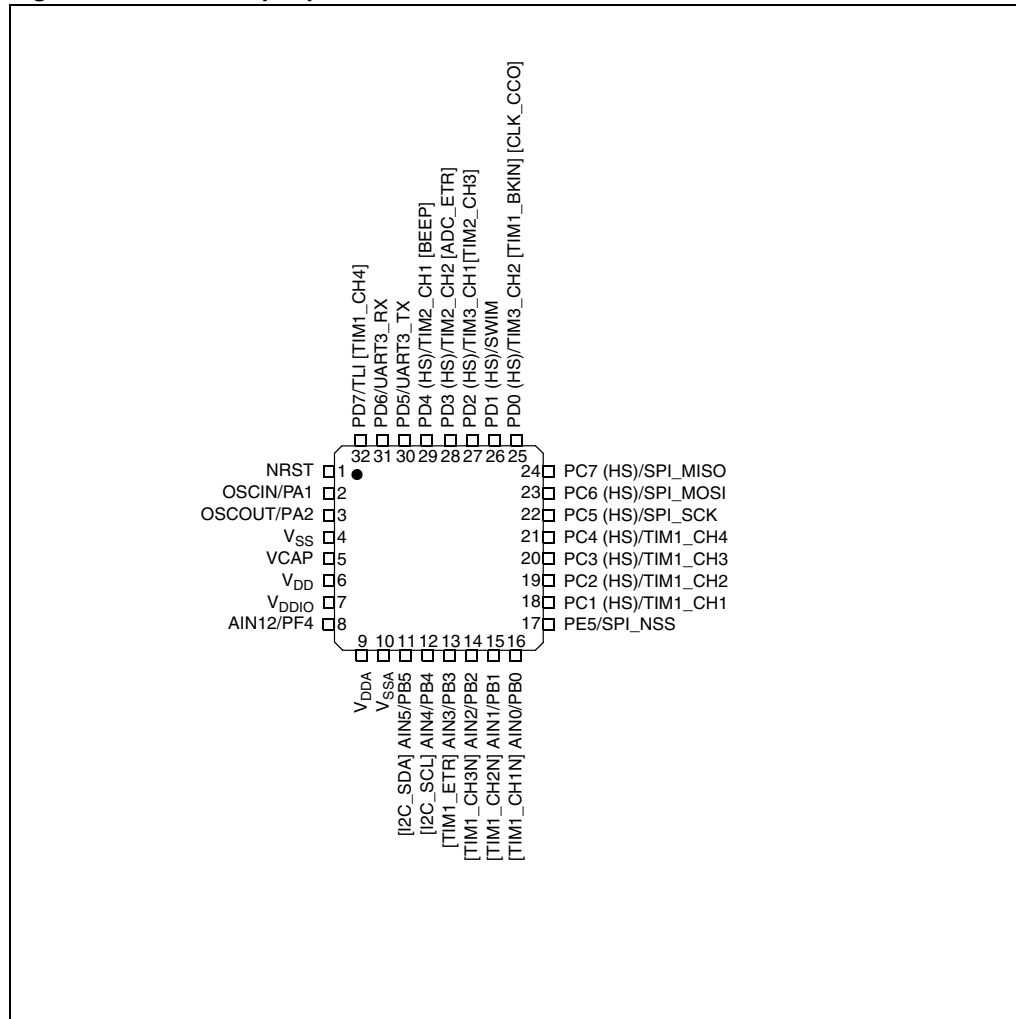 PD7/TLI [TIM1_CH4]
PD6/UART3_RX
PD5/UART3_TX
PD4 (HS)/TIM2_CH1 [BEEP]
PD3 (HS)/TIM2_CH2 [ADC_ETR]
PD2 (HS)/TIM3_CH1[TIM2_CH3]
PD1 (HS)/SWIM
PD0 (HS)/TIM3_CH2 [TIM1_BKIN] [CLK_CCO]
32 31 30 29 28 27 26 25
NRST 1
OSCIN/PA1 2
OSCOUT/PA2 3
VSS 4
VCAP 5
VDD 6
VDDIO 7
AIN12/PF4 8
24 PC7 (HS)/SPI_MISO
23 PC6 (HS)/SPI_MOSI
22 PC5 (HS)/SPI_SCK
21 PC4 (HS)/TIM1_CH4
20 PC3 (HS)/TIM1_CH3
19 PC2 (HS)/TIM1_CH2
18 PC1 (HS)/TIM1_CH1
17 PE5/SPI_NSS
9 10 11 12 13 14 15 16
VDDA
VSSA
[I2C_SDA] AIN5/PB5
[I2C_SCL] AIN4/PB4
[TIM1_ETR] AIN3/PB3
[TIM1_CH3N] AIN2/PB2
[TIM1_CH2N] AIN1/PB1
[TIM1_CH1N] AIN0/PB0